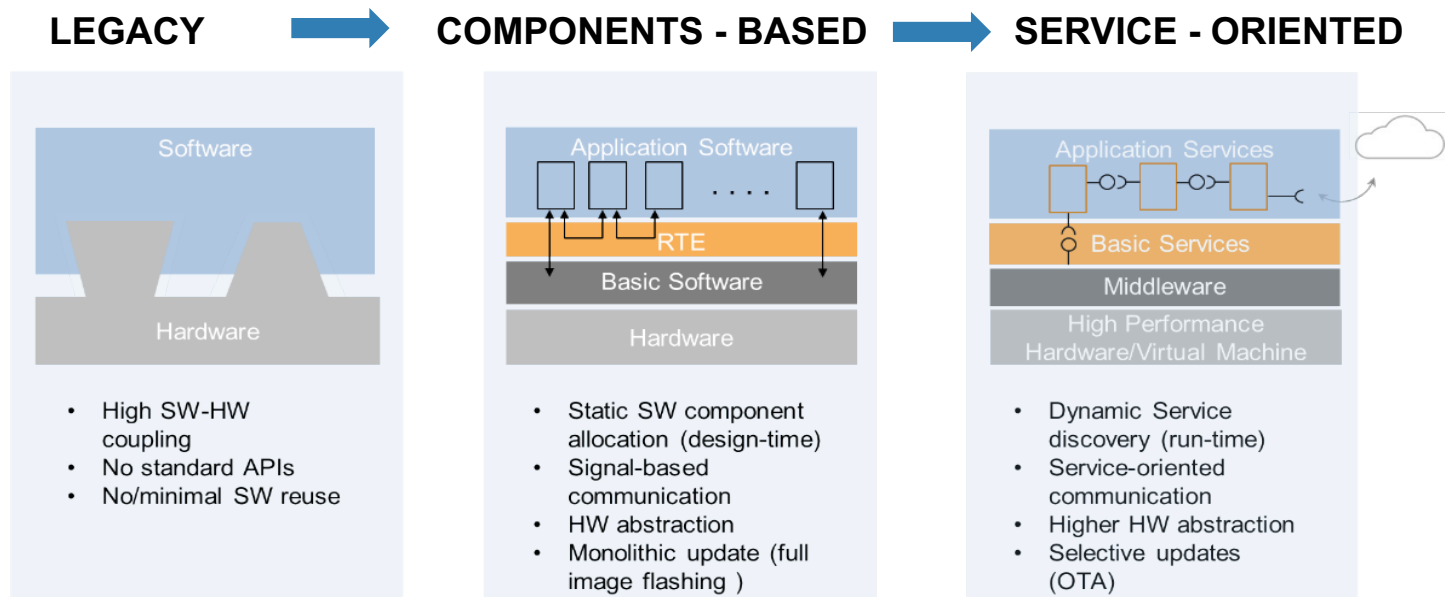 LEGACY
COMPONENTS - BASED
SERVICE - ORIENTED
Software
Hardware
• High SW-HW
coupling
• No standard APIs
• No/minimal SW reuse
Application Software
. . . .
RTE
Basic Software
Hardware
• Static SW component
allocation (design-time)
• Signal-based
communication
• HW abstraction
• Monolithic update (full
image flashing )
Application Services
Basic Services
Middleware
High Performance
Hardware/Virtual Machine
• Dynamic Service
discovery (run-time)
• Service-oriented
communication
• Higher HW abstraction
• Selective updates
(OTA)